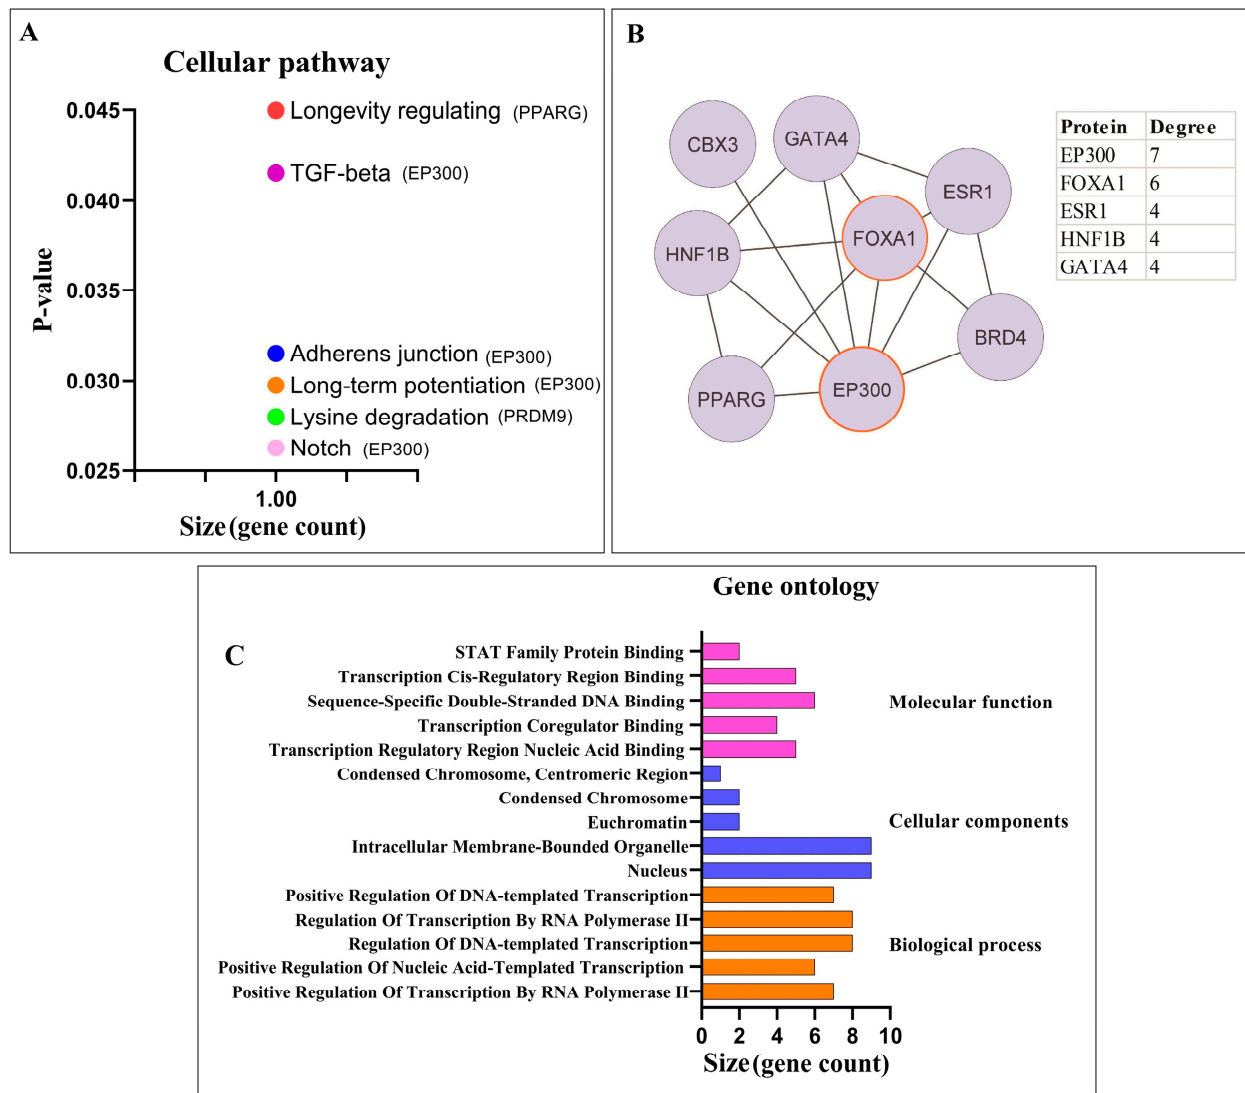 A
Cellular pathway
0.045
Longevity regulating (PPARG)
TGF-beta (EP300)
0.040
0.035
P-value
Adherens junction (EP300)
0.030
Long-term potentiation (EP300)
Lysine degradation (PRDM9)
Notch (EP300)
0.025
1.00
Size (gene count)
B
CBX3
GATA4
ESR1
FOXA1
HNF1B
BRD4
EP300
PPARG
Protein Degree
EP300 7
FOXA1 6
ESR1 4
HNF1B 4
GATA4 4
Gene ontology
C
STAT Family Protein Binding
Transcription Cis-Regulatory Region Binding
Sequence-Specific Double-Stranded DNA Binding
Molecular function
Transcription Coregulator Binding
Transcription Regulatory Region Nucleic Acid Binding
Condensed Chromosome, Centromeric Region
Condensed Chromosome
Euchromatin
Cellular components
Intracellular Membrane-Bounded Organelle
Nucleus
Positive Regulation Of DNA-templated Transcription
Regulation Of Transcription By RNA Polymerase II
Regulation Of DNA-templated Transcription
Biological process
Positive Regulation Of Nucleic Acid-Templated Transcription
Positive Regulation Of Transcription By RNA Polymerase II
0 2 4 6 8 10
Size (gene count)